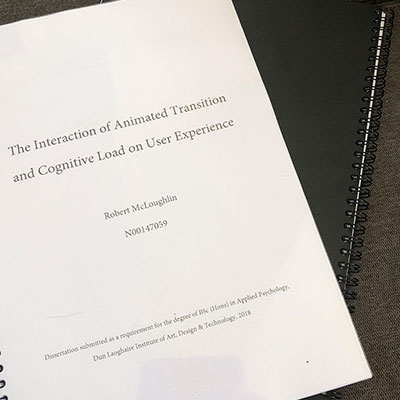 The Interaction of Animated Transition
and Cognitive Load on User Experience
Robert McLoughlin
N00147059
Dissertation submitted as a requirement for the degree of BSc (Hons) in Applied Psychology,
Dun Laoghaire Institute of Art, Design & Technology, 2018